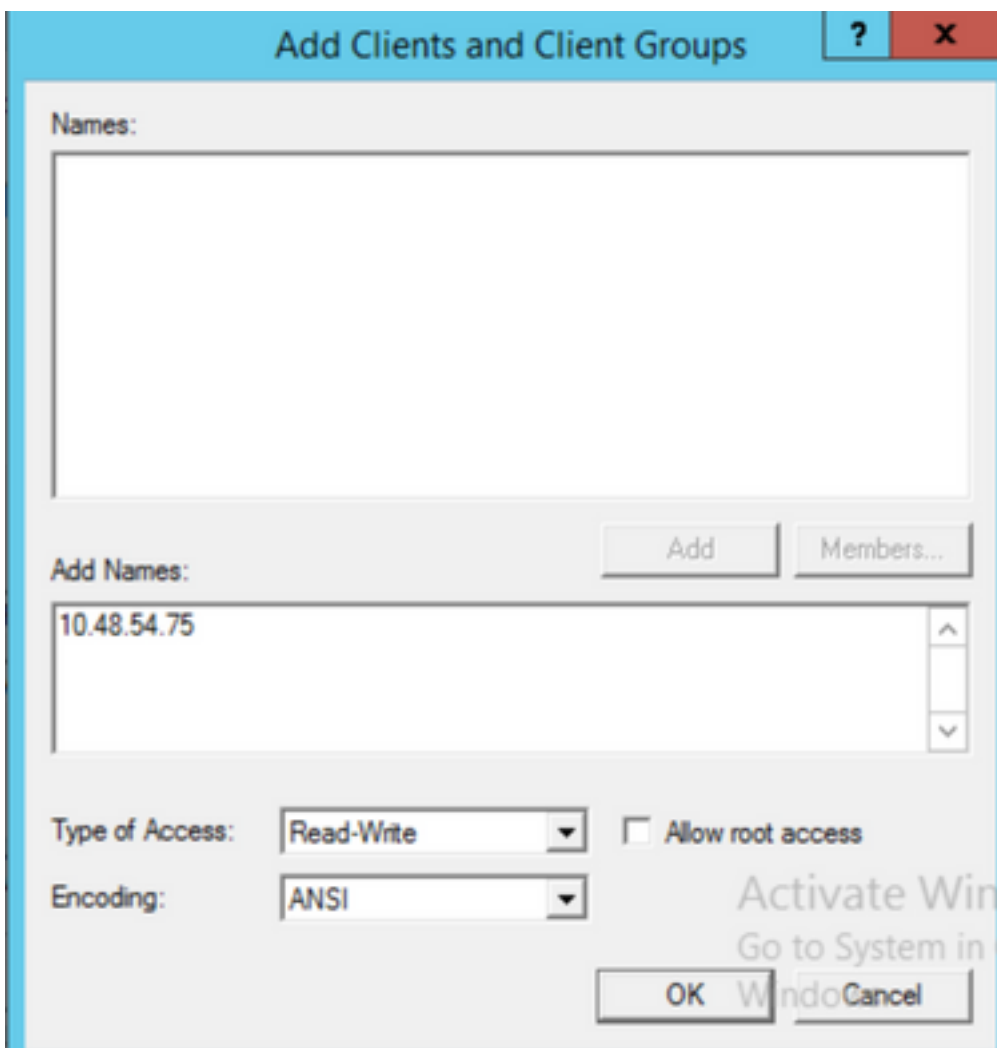 Add Clients and Client Groups
?
x
Names:
Add
Members...
Add Names:
10.48.54.75
Type of Access:
Read-Write
Allow root access
Encoding:
ANSI
Activate Win
Go to System in
OK
Cancel